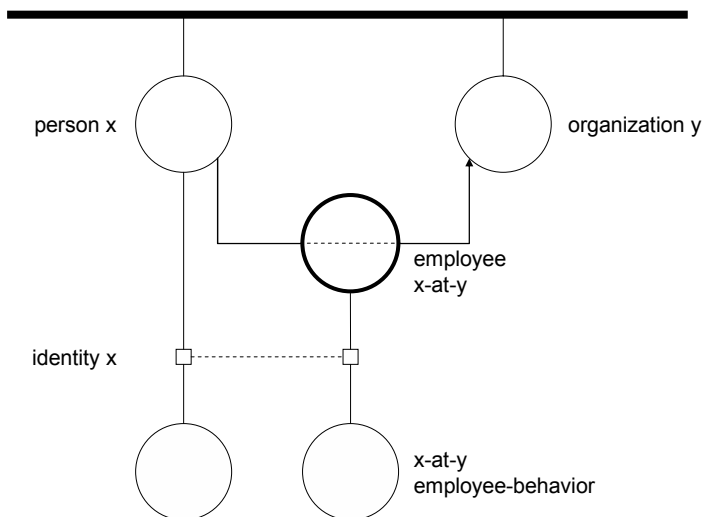 person x
organization y
employee
x-at-y
identity x
x-at-y
employee-behavior